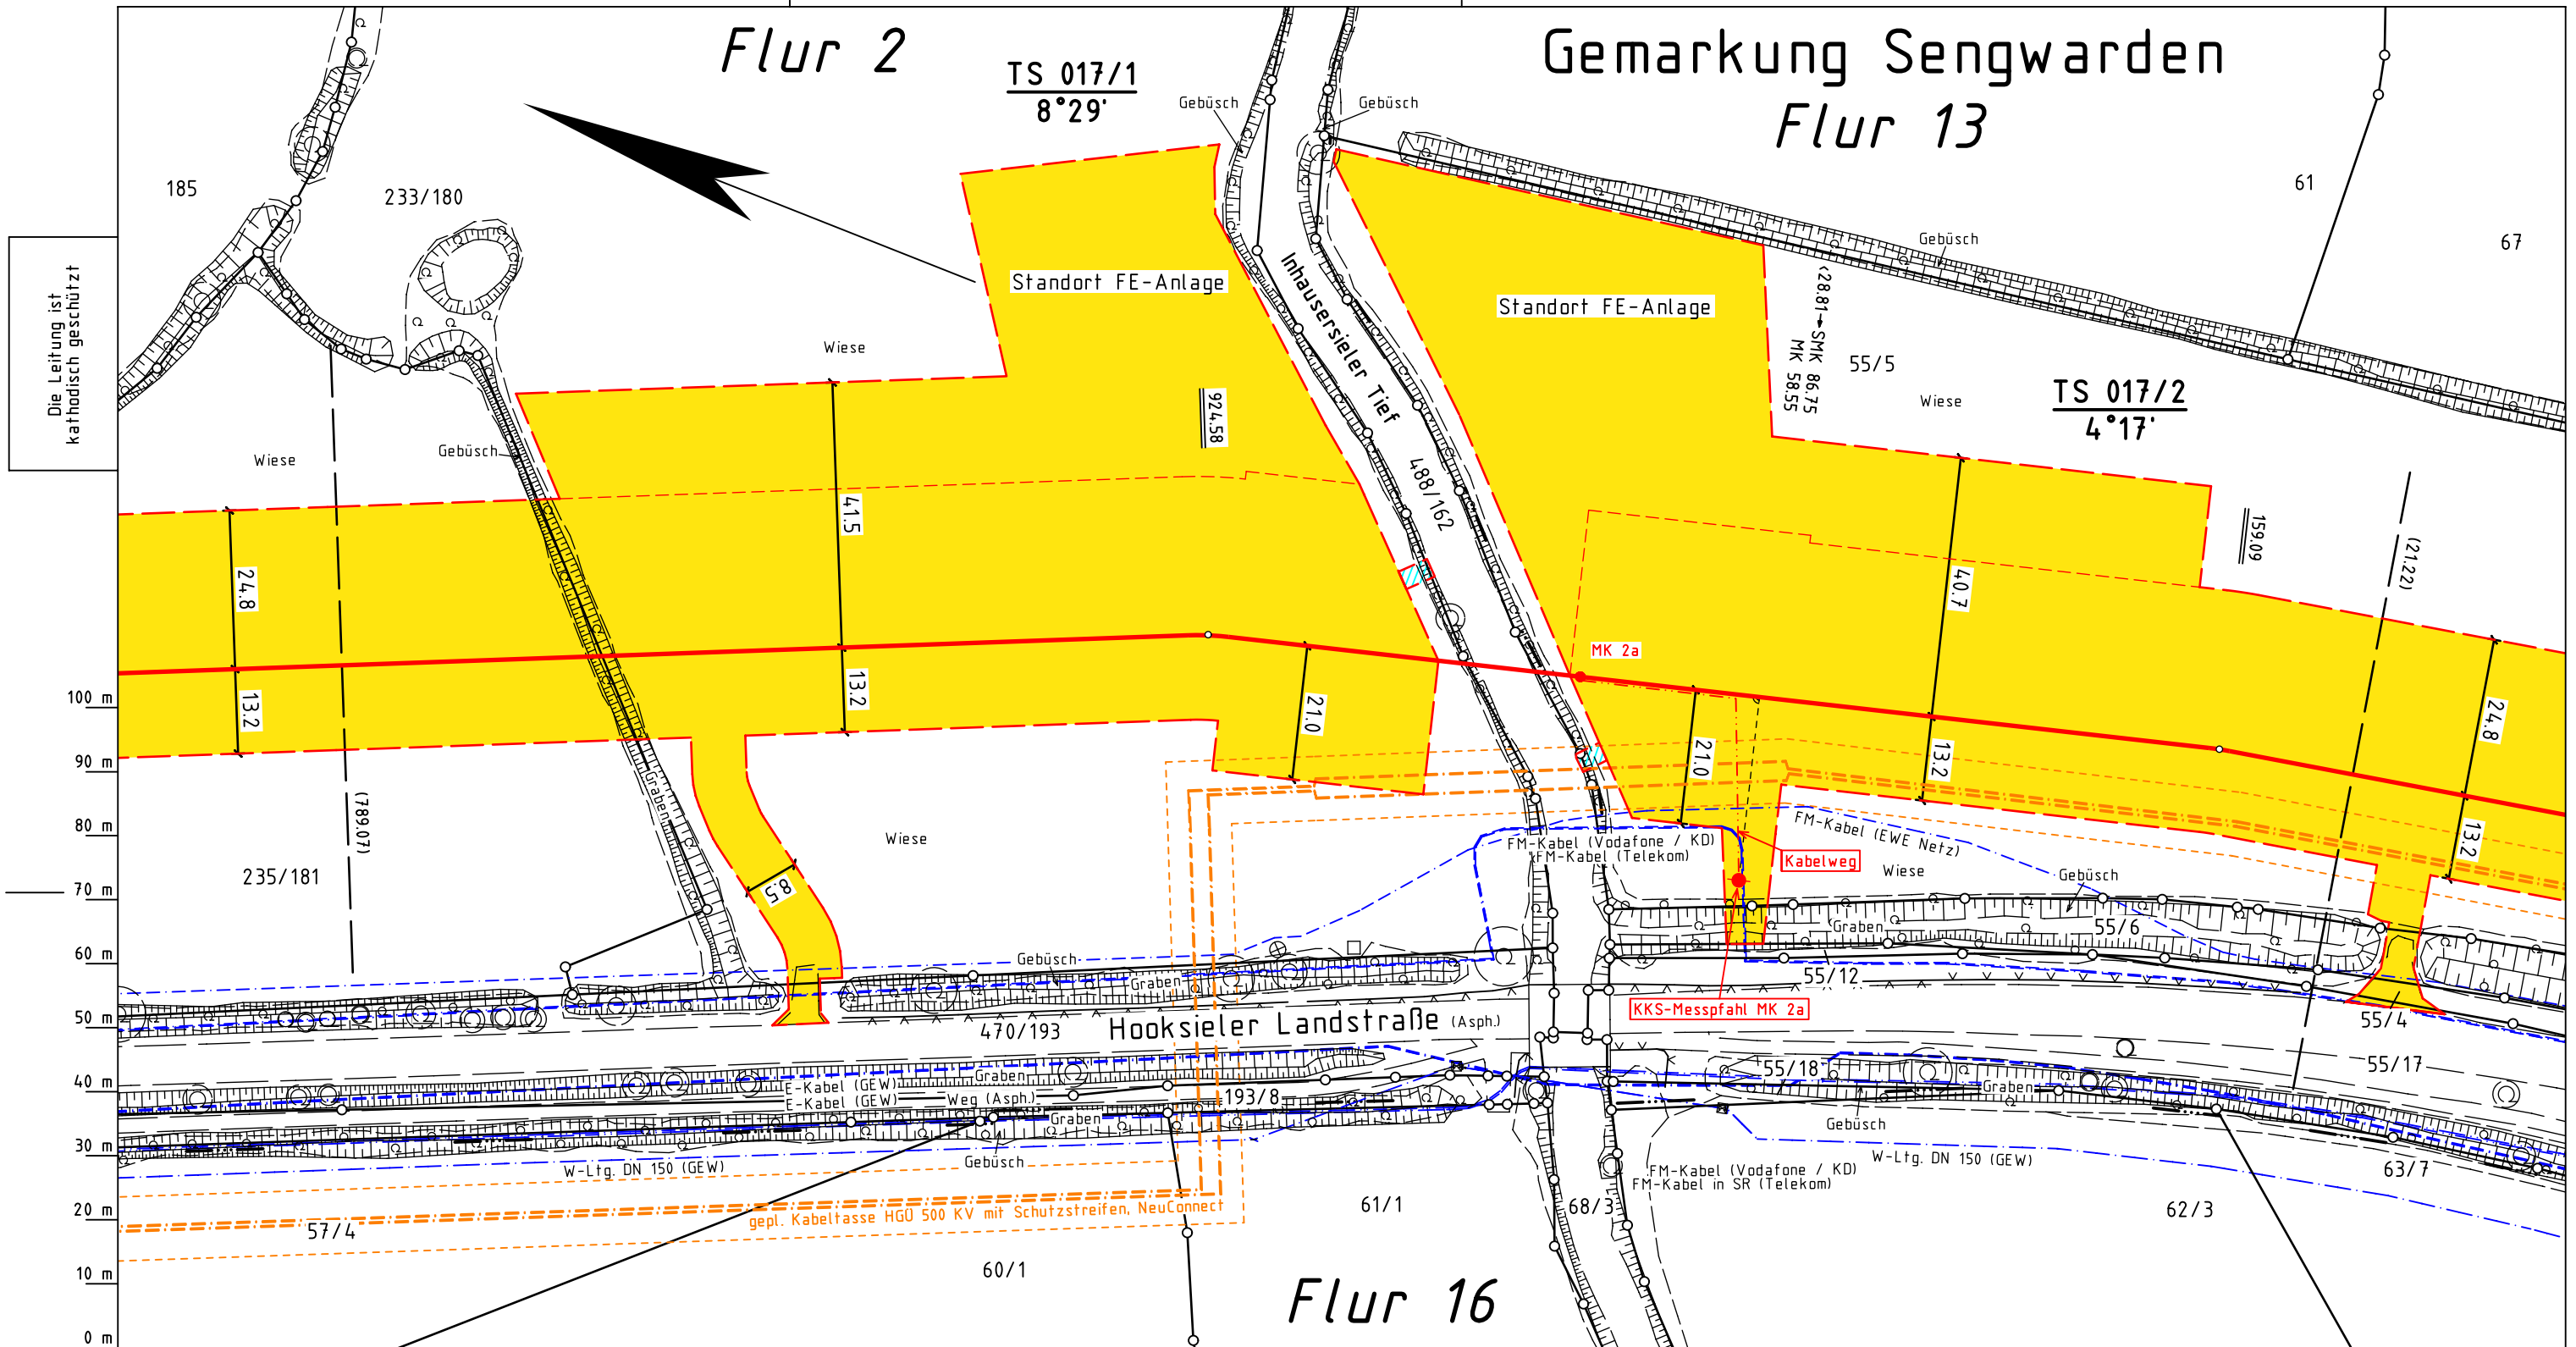 Flur 2
Gemarkung Sengwarden
Flur 13
TS 017/1
8°29'
Gebüsch
Gebüsch
185
233/180
61
67
Gebüsch
Die Leitung ist
kathodisch geschützt
Standort FE-Anlage
Standort FE-Anlage
Inhausersieler Tief
(28.81→SMK 86.75
MK 58.55
55/5
Wiese
Wiese
TS 017/2
4°17'
924.58
Gebüsch
Wiese
488/162
41.5
159.09
(21.22)
24.8
40.7
MK 2a
13.2
13.2
21.0
21.0
13.2
24.8
13.2
100 m
90 m
80 m
70 m
60 m
50 m
40 m
30 m
20 m
10 m
0 m
Graben
(789.07)
Wiese
235/181
8.5
FM-Kabel (EWE Netz)
FM-Kabel (Vodafone / KD)
FM-Kabel (Telekom)
Kabelweg
Wiese
Gebüsch
Gebüsch
Graben
Graben
55/6
55/12
KKS-Messpfahl MK 2a
55/4
470/193
Hooksieler Landstraße (Asph.)
55/17
55/18
E-Kabel (GEW)
Graben
E-Kabel (GEW)
Weg (Asph.)
193/8
Graben
Graben
Gebüsch
Gebüsch
W-Ltg. DN 150 (GEW)
W-Ltg. DN 150 (GEW)
FM-Kabel (Vodafone / KD)
FM-Kabel in SR (Telekom)
63/7
57/4
gepl. Kabeltasse HGÜ 500 KV mit Schutzstreifen, NeuConnect
61/1
68/3
62/3
60/1
Flur 16